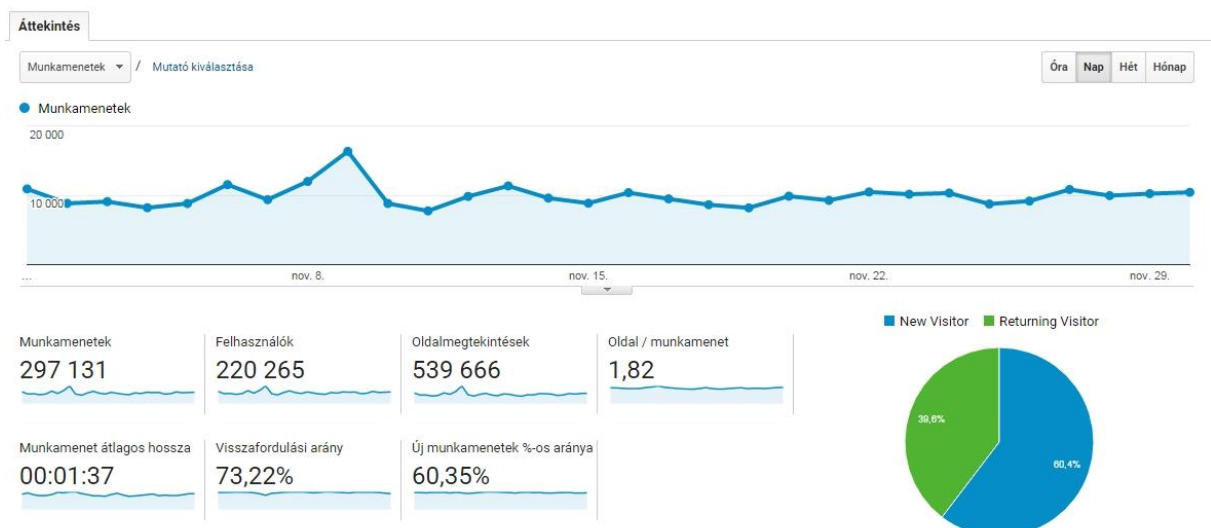 Áttekintés
Munkamenetek / Mutató kiválasztása
Óra Nap Hét Hónap
Munkamenetek
20 000
10 000
...
nov. 8.
nov. 15.
nov. 22.
nov. 29.
New Visitor Returning Visitor
Munkamenetek
297 131
Felhasználók
220 265
Oldalmegtekintések
539 666
Oldal / munkamenet
1,82
Munkamenet átlagos hossza
00:01:37
Visszafordulási arány
73,22%
Új munkamenetek %-os aránya
60,35%
39,6%
60,4%